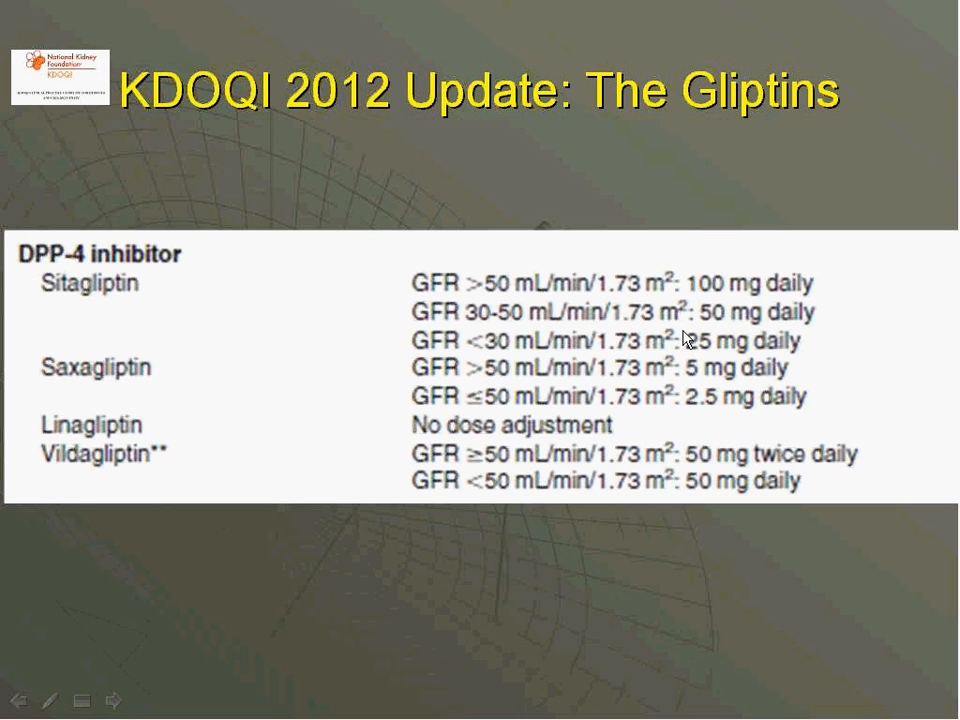 National Kidney
Foundation™
KDOQI
KDOQI 2012 Update: The Gliptins
DPP-4 inhibitor
Sitagliptin GFR >50 mL/min/1.73 m²: 100 mg daily
GFR 30-50 mL/min/1.73 m²: 50 mg daily
GFR <30 mL/min/1.73 m²: 25 mg daily
Saxagliptin GFR >50 mL/min/1.73 m²: 5 mg daily
GFR ≤50 mL/min/1.73 m²: 2.5 mg daily
Linagliptin No dose adjustment
Vildagliptin** GFR ≥50 mL/min/1.73 m²: 50 mg twice daily
GFR <50 mL/min/1.73 m²: 50 mg daily